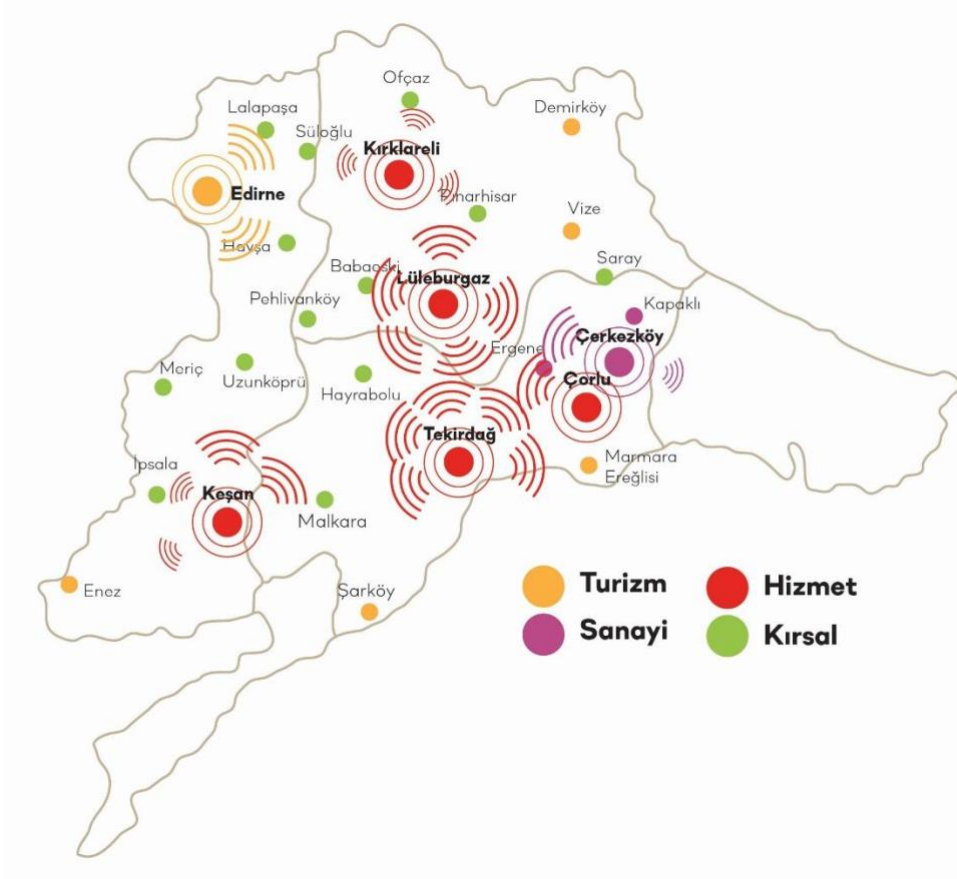 Ofçaz
Lalapaşa
Demirköy
Süloğlu
Kırklareli
Edirne
Pınarhisar
Vize
Havşa
Saray
Babaeski
Lüleburgaz
Pehlivanköy
Kapaklı
Çerkezköy
Ergene
Meriç
Uzunköprü
Çorlu
Hayrabolu
Tekirdağ
Marmara
Ereğlisi
İpsala
Keşan
Malkara
Enez
Şarköy
Turizm
Hizmet
Sanayi
Kırsal